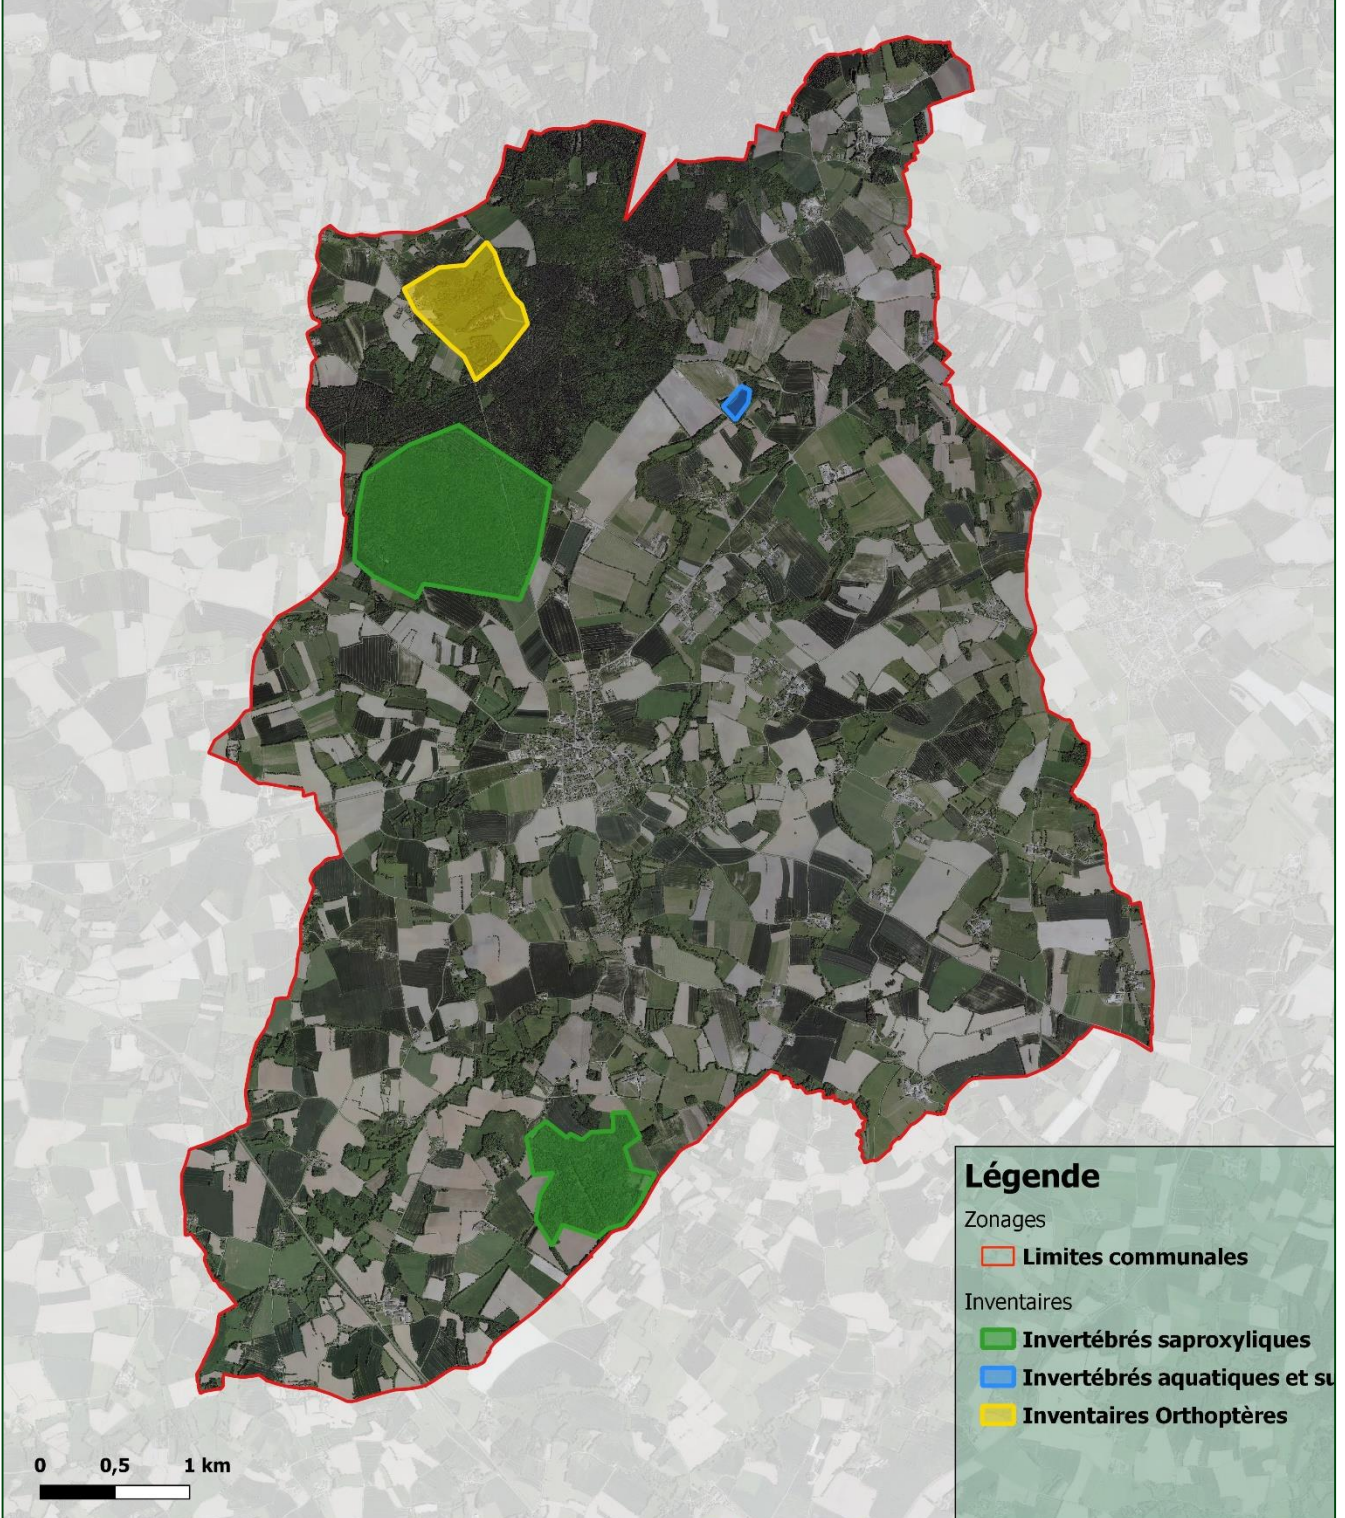 Légende
Zonages
Limites communales
Inventaires
Invertébrés saproxyliques
Invertébrés aquatiques et su
Inventaires Orthoptères
0 0,5 1 km